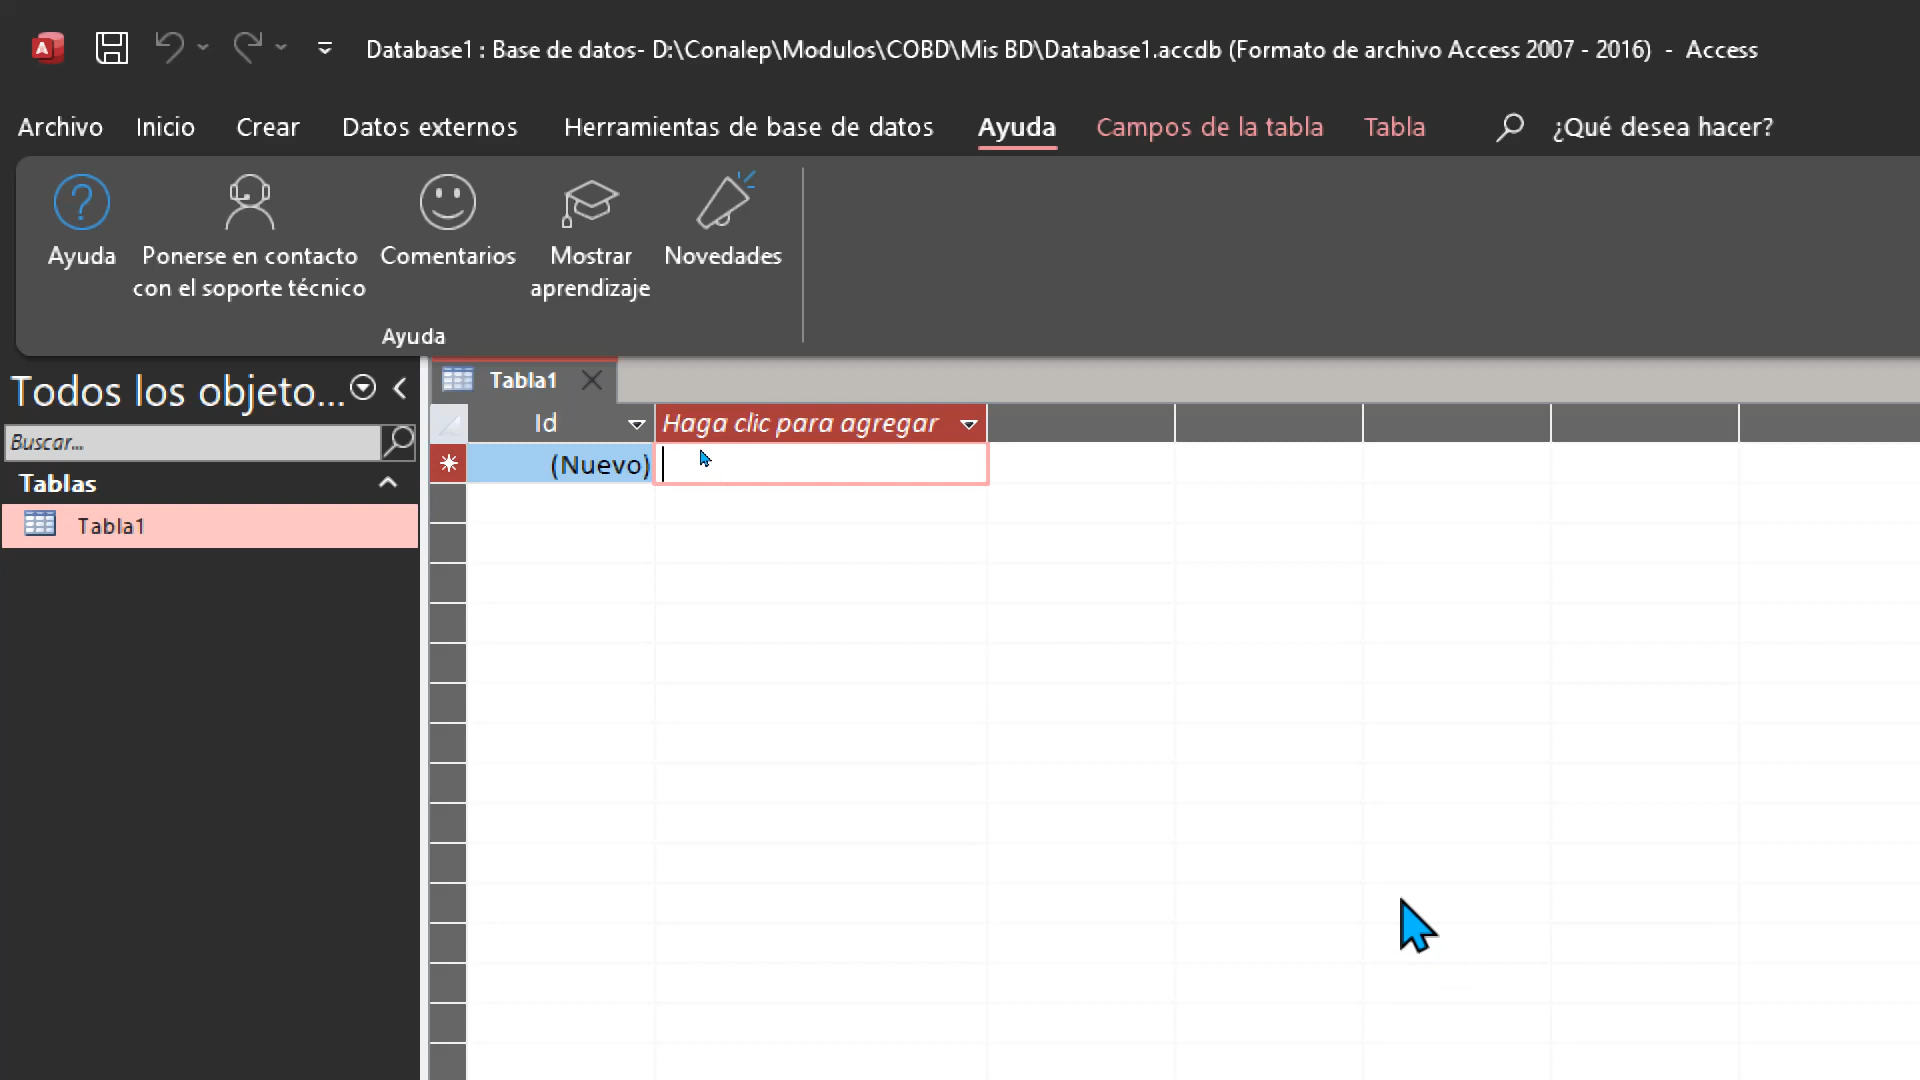 Database1 : Base de datos- D:\Conalep\Modulos\COBD\Mis BD\Database1.accdb (Formato de archivo Access 2007 - 2016) - Access
Archivo Inicio Crear Datos externos Herramientas de base de datos Ayuda Campos de la tabla Tabla ¿Qué desea hacer?
Ayuda
Ponerse en contacto
con el soporte técnico
Comentarios
Mostrar
aprendizaje
Novedades
Ayuda
Todos los objeto...
Buscar...
Tablas
Tabla1
Tabla1
Id Haga clic para agregar
(Nuevo)